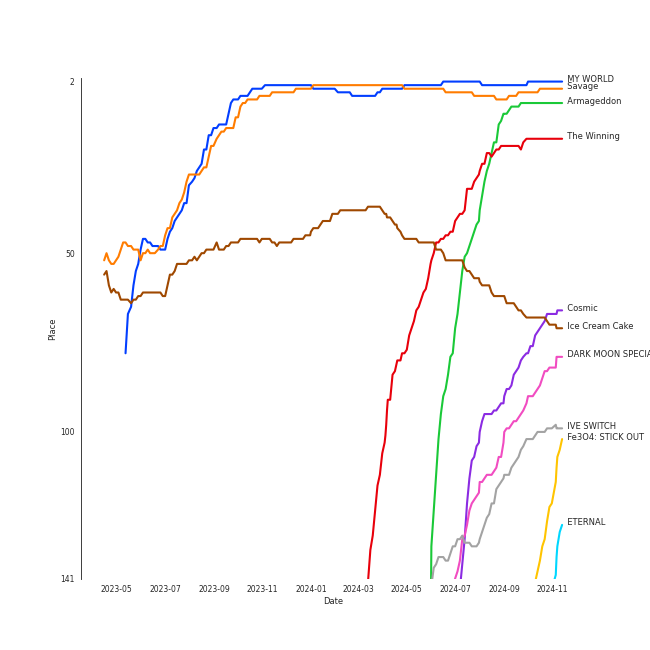 2
50
100
141
Place
MY WORLD
Savage
Armageddon
The Winning
Cosmic
Ice Cream Cake
DARK MOON SPECIA
IVE SWITCH
Fe3O4: STICK OUT
ETERNAL
2023-05
2023-07
2023-09
2023-11
2024-01
2024-03
2024-05
2024-07
2024-09
2024-11
Date